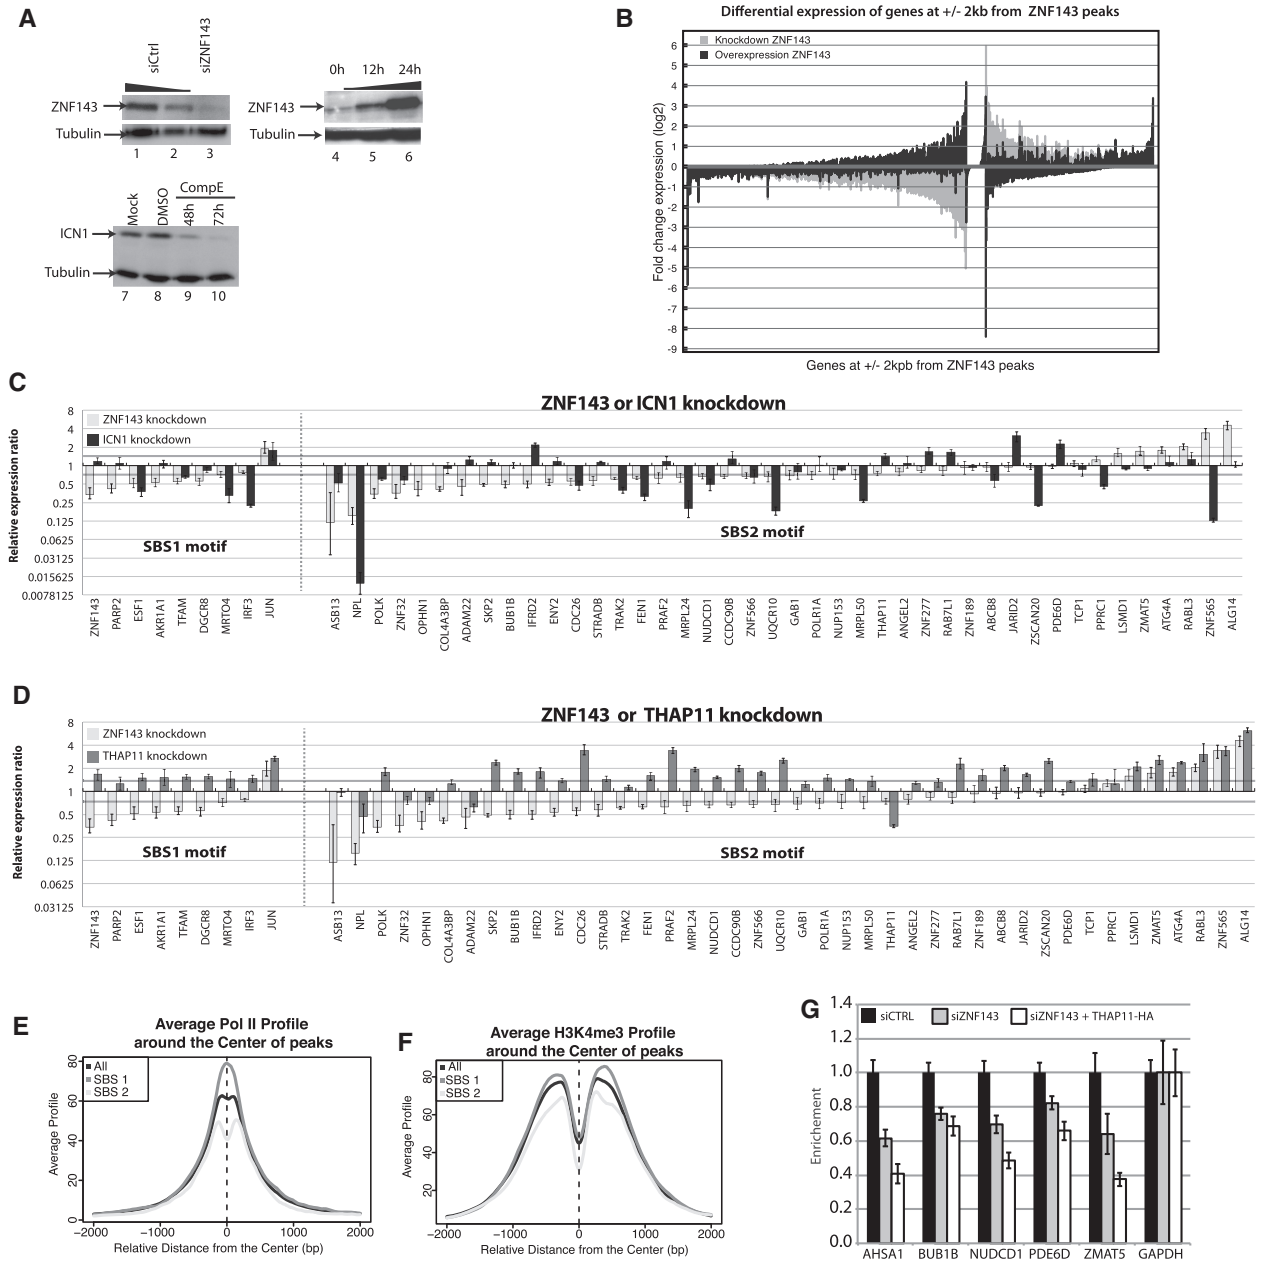 A
siCtrl
siZNF143
ZNF143
Tubulin
1 2 3
0h 12h 24h
ZNF143
Tubulin
4 5 6
Mock
DMSO
CompE
48h
72h
ICN1
Tubulin
7 8 9 10
B
Differential expression of genes at +/- 2kb from ZNF143 peaks
Knockdown ZNF143
Overexpression ZNF143
Fold change expression (log2)
6
5
4
3
2
1
0
-1
-2
-3
-4
-5
-6
-7
-8
-9
Genes at +/- 2kpb from ZNF143 peaks
C
ZNF143 or ICN1 knockdown
ZNF143 knockdown
ICN1 knockdown
Relative expression ratio
8
4
2
1
0.5
0.25
0.125
0.0625
0.03125
0.015625
0.0078125
SBS1 motif
SBS2 motif
ZNF143 PARP2 ESF1 AKR1A1 TFAM DGCR8 MRTO4 IRF3 JUN ASB13 NPL POLK ZNF32 OPHN1 COL4A3BP ADAM22 SKP2 BUB1B IFRD2 ENY2 CDC26 STRADB TRAK2 FEN1 PRAF2 MRPL24 NUDCD1 CCDC90B ZNF566 UQCR10 GAB1 POLR1A NUP153 MRPL50 THAP11 ANGEL2 ZNF277 RAB7L1 ZNF189 ABCB8 JARID2 ZSCAN20 PDE6D TCP1 PPRC1 LSMD1 ZMAT5 ATG4A RABL3 ZNF565 ALG14
D
ZNF143 or THAP11 knockdown
ZNF143 knockdown
THAP11 knockdown
Relative expression ratio
8
4
2
1
0.5
0.25
0.125
0.0625
0.03125
SBS1 motif
SBS2 motif
ZNF143 PARP2 ESF1 AKR1A1 TFAM DGCR8 MRTO4 IRF3 JUN ASB13 NPL POLK ZNF32 OPHN1 COL4A3BP ADAM22 SKP2 BUB1B IFRD2 ENY2 CDC26 STRADB TRAK2 FEN1 PRAF2 MRPL24 NUDCD1 CCDC90B ZNF566 UQCR10 GAB1 POLR1A NUP153 MRPL50 THAP11 ANGEL2 ZNF277 RAB7L1 ZNF189 ABCB8 JARID2 ZSCAN20 PDE6D TCP1 PPRC1 LSMD1 ZMAT5 ATG4A RABL3 ZNF565 ALG14
E
Average Pol II Profile
around the Center of peaks
All
SBS 1
SBS 2
Average Profile
80
60
40
20
0
−2000 −1000 0 1000 2000
Relative Distance from the Center (bp)
F
Average H3K4me3 Profile
around the Center of peaks
All
SBS 1
SBS 2
Average Profile
80
60
40
20
−2000 −1000 0 1000 2000
Relative Distance from the Center (bp)
G
siCTRL siZNF143 siZNF143 + THAP11-HA
Enrichement
1.4
1.2
1.0
0.8
0.6
0.4
0.2
0.0
AHSA1 BUB1B NUDCD1 PDE6D ZMAT5 GAPDH